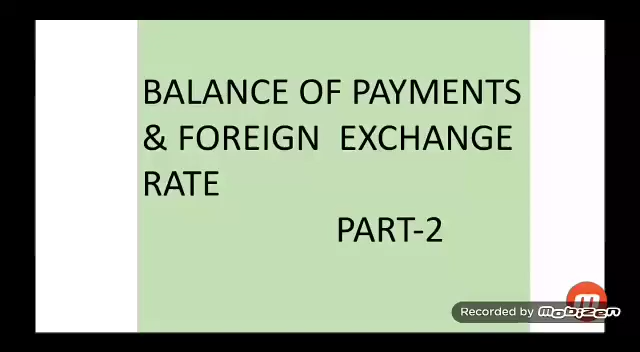 BALANCE OF PAYMENTS
& FOREIGN EXCHANGE
RATE
PART-2
Recorded by
mobizen